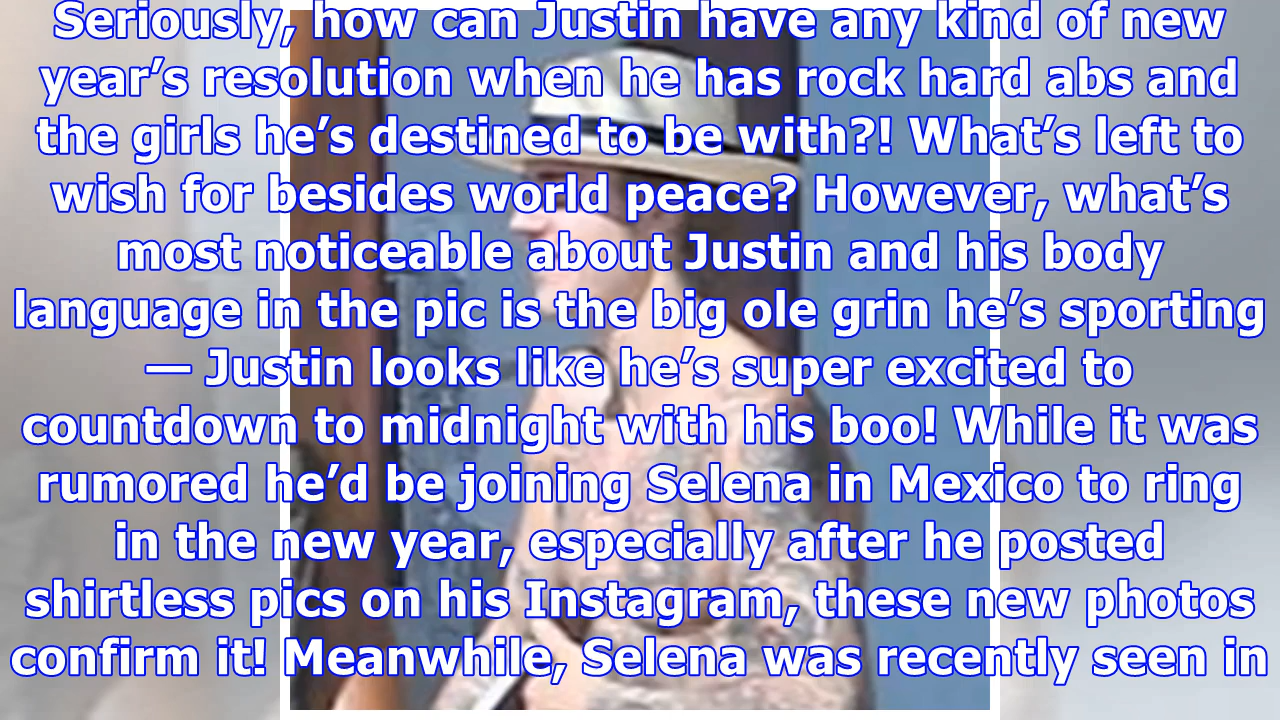 Seriously, how can Justin have any kind of new
year’s resolution when he has rock hard abs and
the girls he’s destined to be with?! What’s left to
wish for besides world peace? However, what’s
most noticeable about Justin and his body
language in the pic is the big ole grin he’s sporting
— Justin looks like he’s super excited to
countdown to midnight with his boo! While it was
rumored he’d be joining Selena in Mexico to ring
in the new year, especially after he posted
shirtless pics on his Instagram, these new photos
confirm it! Meanwhile, Selena was recently seen in